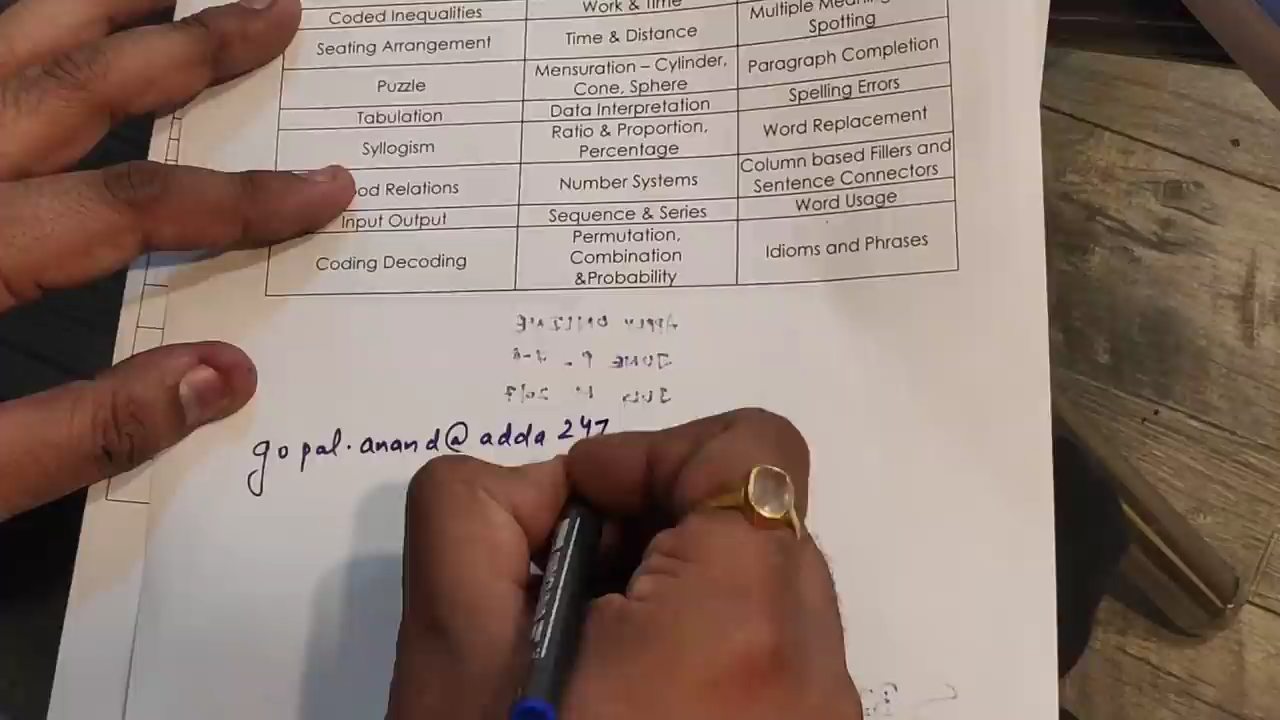 Coded Inequalities Work & Time Multiple
Spotting
Seating Arrangement Time & Distance
Puzzle Mensuration – Cylinder, Cone, Sphere Paragraph Completion
Tabulation Data Interpretation Spelling Errors
Syllogism Ratio & Proportion, Percentage Word Replacement
Relations Number Systems Column based Fillers and Sentence Connectors
Input Output Sequence & Series Word Usage
Coding Decoding Permutation, Combination &Probability Idioms and Phrases
gopal.anand@adda247